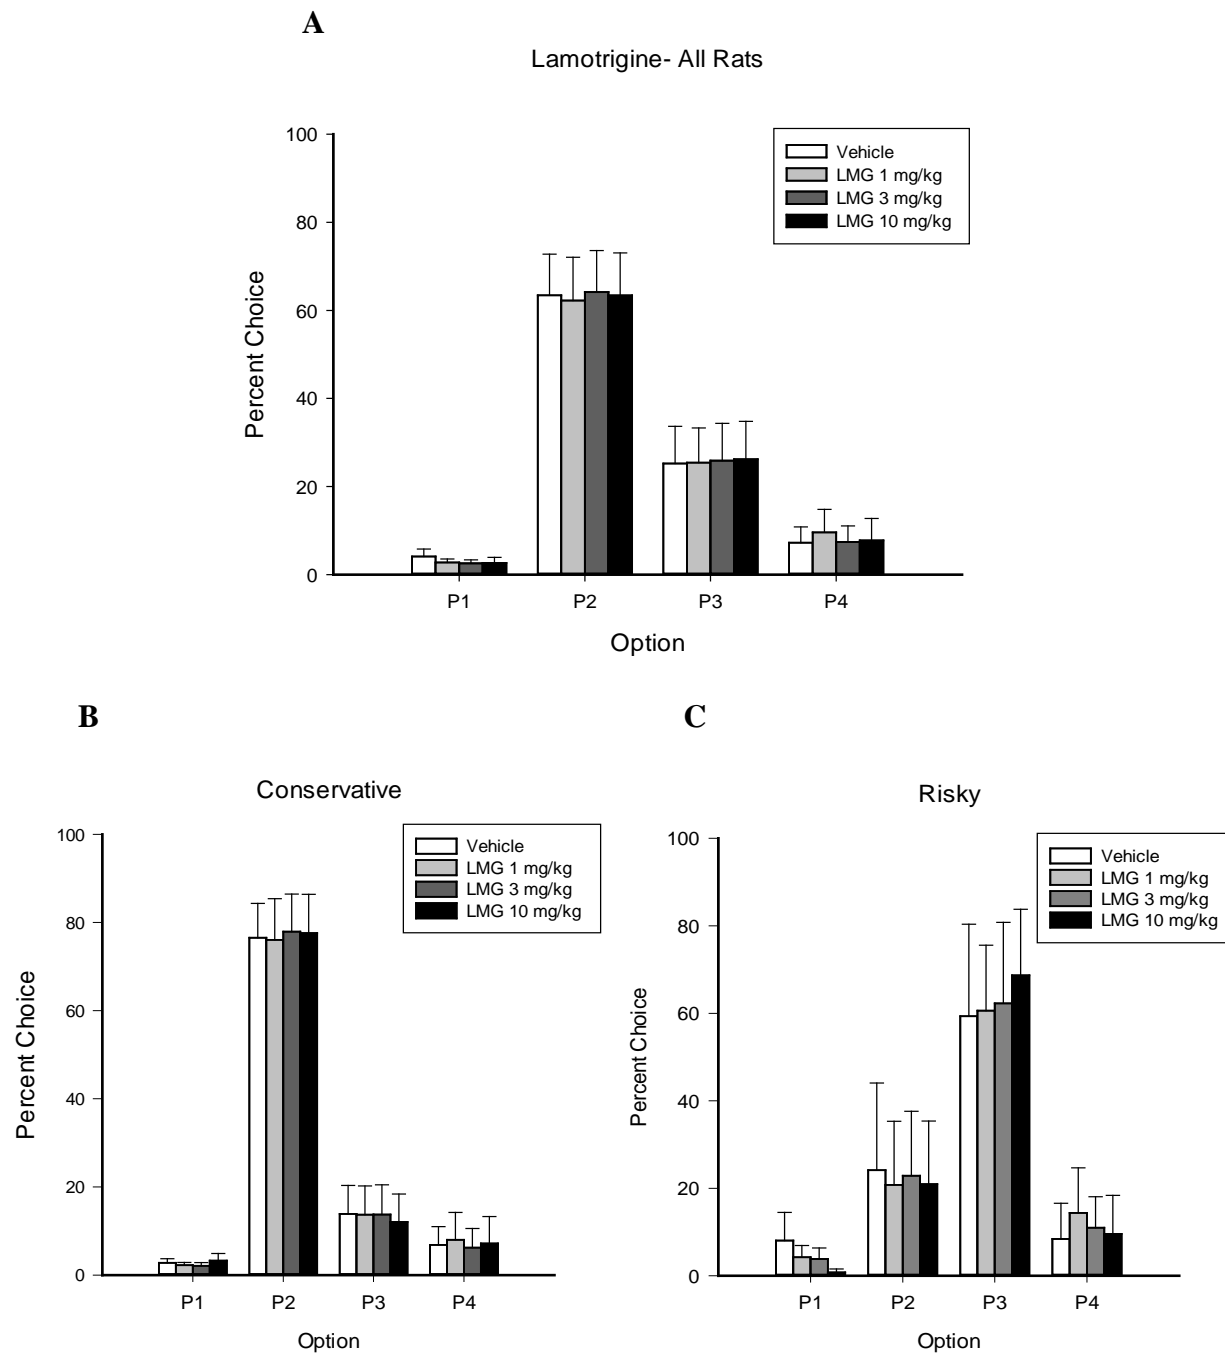 A
Lamotrigine- All Rats
Vehicle
LMG 1 mg/kg
LMG 3 mg/kg
LMG 10 mg/kg
100
80
60
40
20
0
Percent Choice
P1 P2 P3 P4
Option
B
Conservative
Vehicle
LMG 1 mg/kg
LMG 3 mg/kg
LMG 10 mg/kg
100
80
60
40
20
0
Percent Choice
P1 P2 P3 P4
Option
C
Risky
Vehicle
LMG 1 mg/kg
LMG 3 mg/kg
LMG 10 mg/kg
100
80
60
40
20
0
Percent Choice
P1 P2 P3 P4
Option